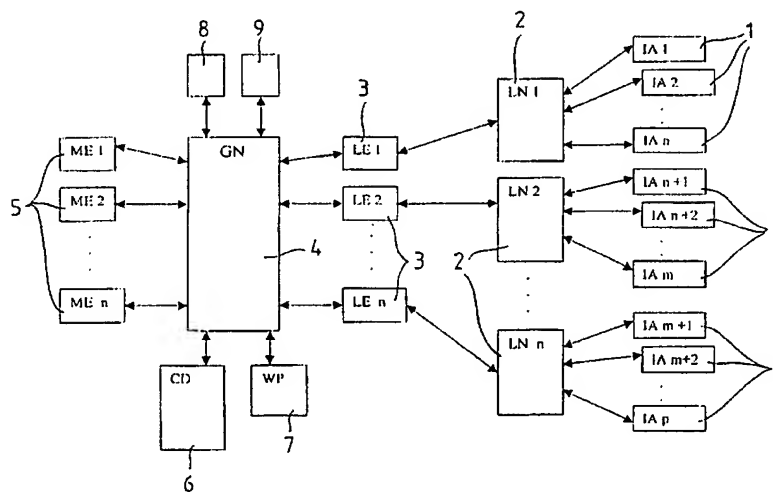 8 9
2
1
IA 1
IA 2
LN 1
3
ME 1
GN
LE 1
IA n
5
ME 2
LE 2
LN 2
IA n+1
IA n+2
4
3
2
IA m
ME n
LE n
LN n
IA m+1
IA m+2
CD
WP
IA p
7
6